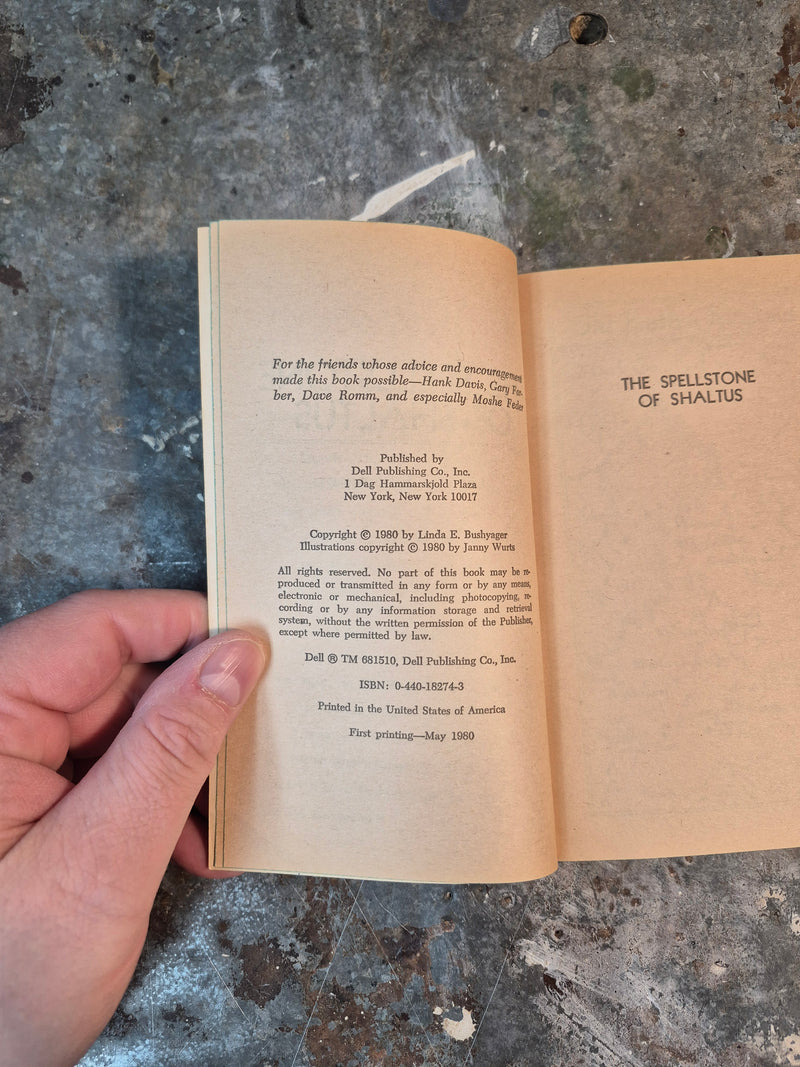 For the friends whose advice and encouragement
made this book possible—Hank Davis, Gary Far-
ber, Dave Romm, and especially Moshe Feder
Published by
Dell Publishing Co., Inc.
1 Dag Hammarskjold Plaza
New York, New York 10017
Copyright © 1980 by Linda E. Bushyager
Illustrations copyright © 1980 by Janny Wurts
All rights reserved. No part of this book may be re-
produced or transmitted in any form or by any means,
electronic or mechanical, including photocopying, re-
cording or by any information storage and retrieval
system, without the written permission of the Publisher,
except where permitted by law.
Dell ® TM 681510, Dell Publishing Co., Inc.
ISBN: 0-440-18274-3
Printed in the United States of America
First printing—May 1980
THE SPELLSTONE
OF SHALTUS